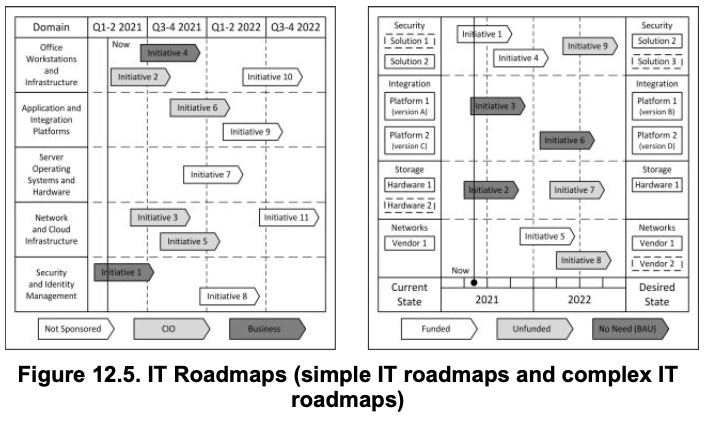 Domain Q1-2 2021 Q3-4 2021 Q1-2 2022 Q3-4 2022
Now
Office
Workstations
and
Infrastructure
Initiative 4
Initiative 2
Initiative 10
Application and
Integration
Platforms
Initiative 6
Initiative 9
Server
Operating
Systems and
Hardware
Initiative 7
Network
and Cloud
Infrastructure
Initiative 3
Initiative 11
Initiative 5
Security
and Identity
Management
Initiative 1
Initiative 8
Not Sponsored
CIO
Business
Security
Solution 1
Solution 2
Initiative 1
Initiative 4
Initiative 9
Security
Solution 2
Solution 3
Integration
Platform 1
(version A)
Platform 2
(version C)
Initiative 3
Initiative 6
Integration
Platform 1
(version B)
Platform 2
(version D)
Storage
Hardware 1
Hardware 2
Initiative 2
Initiative 7
Storage
Hardware 1
Networks
Vendor 1
Initiative 5
Initiative 8
Networks
Vendor 1
Vendor 2
Now
Current
State
2021
2022
Desired
State
Funded
Unfunded
No Need (BAU)
Figure 12.5. IT Roadmaps (simple IT roadmaps and complex IT
roadmaps)